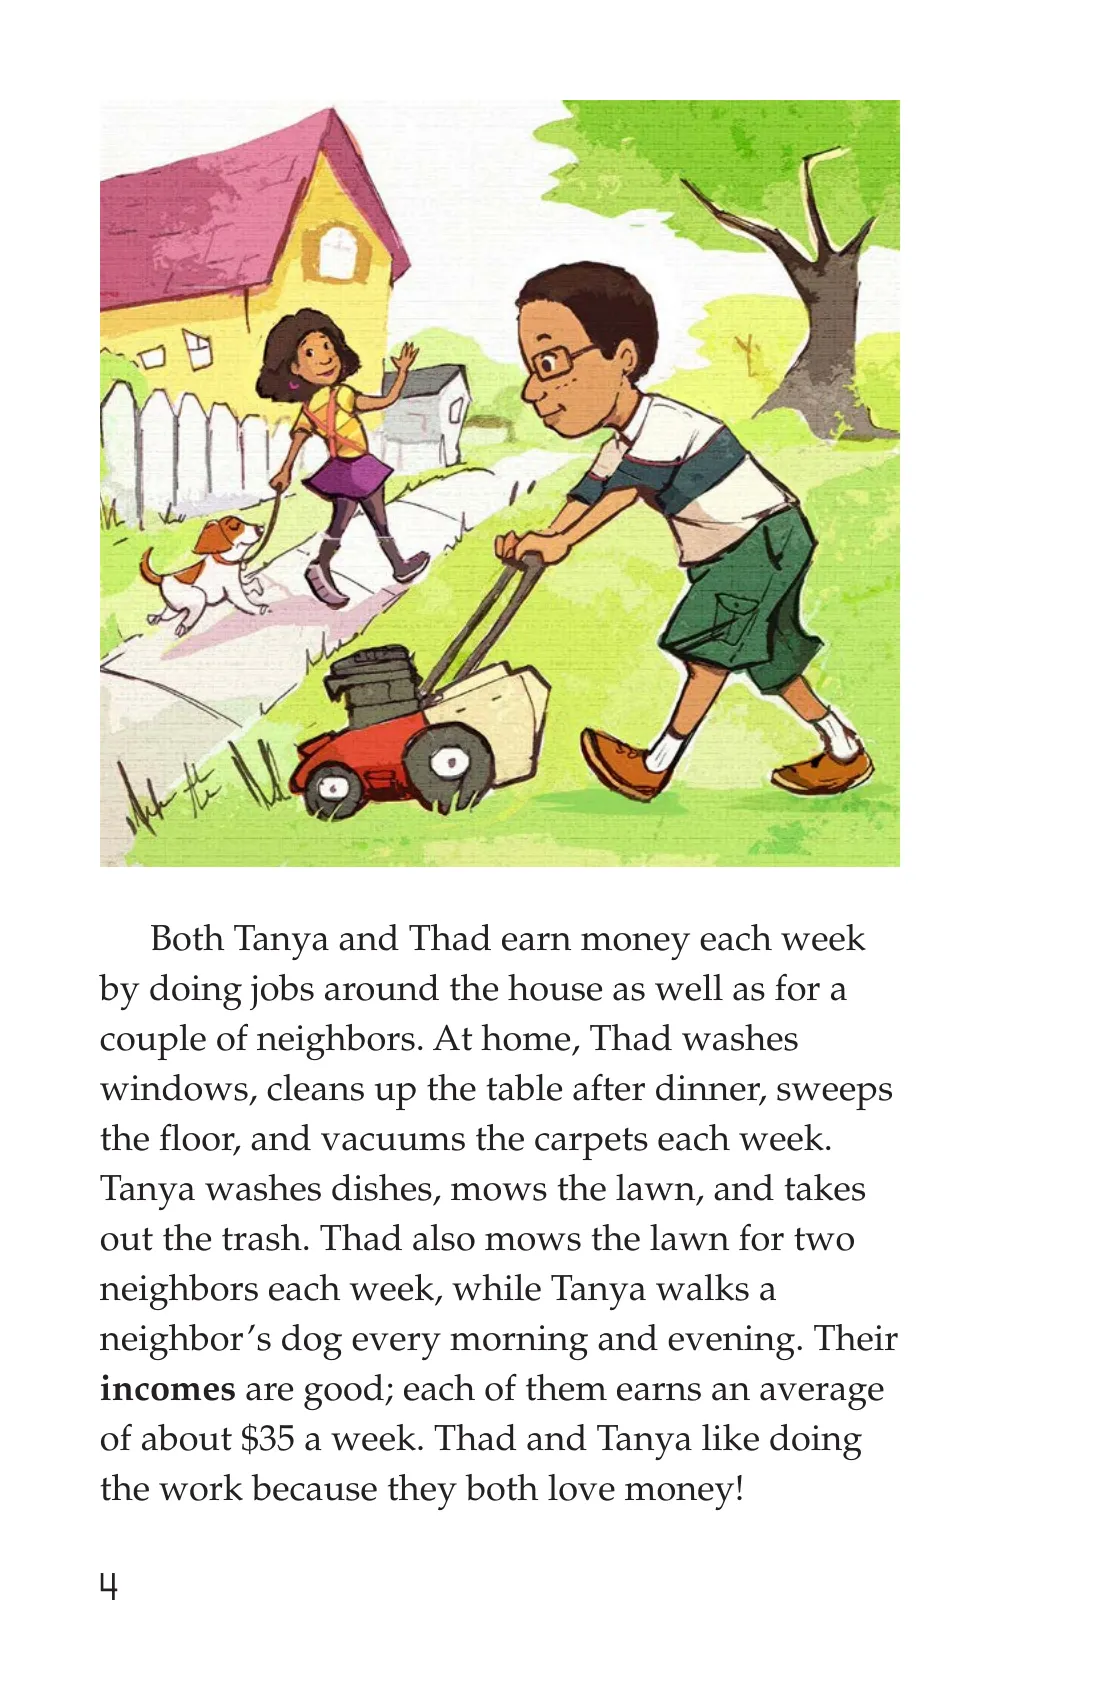 Both Tanya and Thad earn money each week
by doing jobs around the house as well as for a
couple of neighbors. At home, Thad washes
windows, cleans up the table after dinner, sweeps
the floor, and vacuums the carpets each week.
Tanya washes dishes, mows the lawn, and takes
out the trash. Thad also mows the lawn for two
neighbors each week, while Tanya walks a
neighbor’s dog every morning and evening. Their
incomes are good; each of them earns an average
of about $35 a week. Thad and Tanya like doing
the work because they both love money!
4